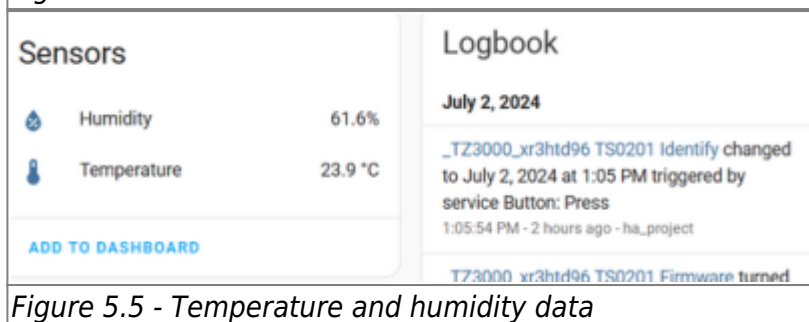 Sensors
Humidity 61.6%
Temperature 23.9 °C
ADD TO DASHBOARD
Logbook
July 2, 2024
_TZ3000_xr3htd96 TS0201 Identify changed
to July 2, 2024 at 1:05 PM triggered by
service Button: Press
1:05:54 PM - 2 hours ago - ha_project
_TZ3000_xr3htd96 TS0201 Firmware turned
Figure 5.5 - Temperature and humidity data